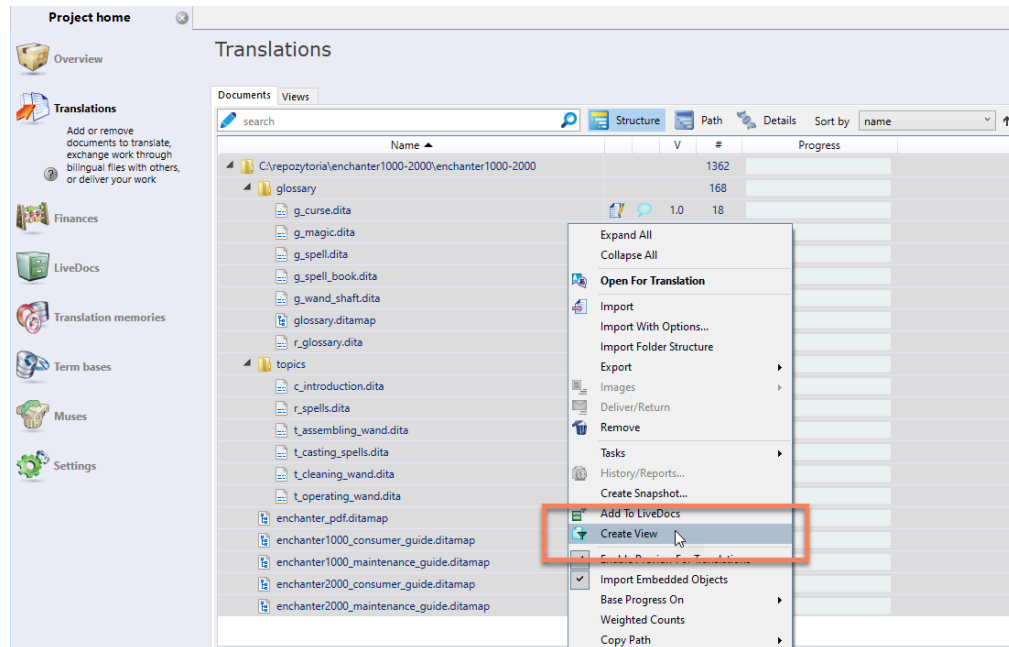 Project home
Overview
Translations
Add or remove
documents to translate,
exchange work through
bilingual files with others,
or deliver your work
Finances
LiveDocs
Translation memories
Term bases
Muses
Settings
Translations
Documents Views
search Structure Path Details Sort by name
Name V # Progress
C:\repozytoria\enchanter1000-2000\enchanter1000-2000 1362
glossary 168
g_curse.dita 1.0 18
g_magic.dita
g_spell.dita
g_spell_book.dita
g_wand_shaft.dita
glossary.ditamap
r_glossary.dita
topics
c_introduction.dita
r_spells.dita
t_assembling_wand.dita
t_casting_spells.dita
t_cleaning_wand.dita
t_operating_wand.dita
enchanter_pdf.ditamap
enchanter1000_consumer_guide.ditamap
enchanter1000_maintenance_guide.ditamap
enchanter2000_consumer_guide.ditamap
enchanter2000_maintenance_guide.ditamap
Expand All
Collapse All
Open For Translation
Import
Import With Options...
Import Folder Structure
Export
Images
Deliver/Return
Remove
Tasks
History/Reports...
Create Snapshot...
Add To LiveDocs
Create View
Enable Preview For Translations
Import Embedded Objects
Base Progress On
Weighted Counts
Copy Path